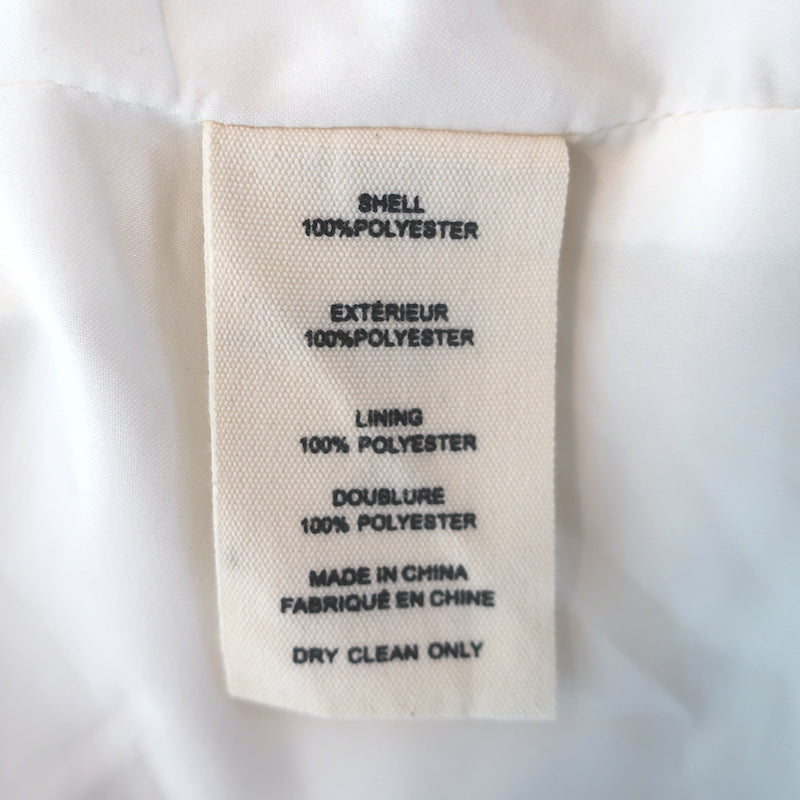 SHELL
100%POLYESTER
EXTÉRIEUR
100%POLYESTER
LINING
100% POLYESTER
DOUBLURE
100% POLYESTER
MADE IN CHINA
FABRIQUÉ EN CHINE
DRY CLEAN ONLY